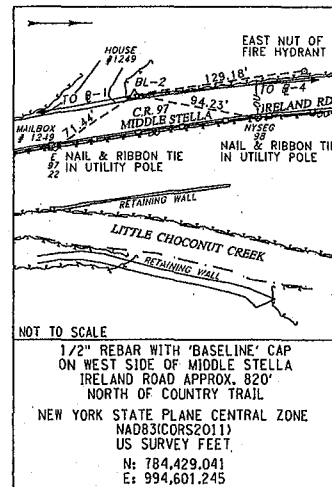 HOUSE
#1249
EAST NUT OF
FIRE HYDRANT
BL-2
129.18'
TO B-1
TO B-4
94.23'
71.44'
C.R. 97
MIDDLE STELLA
IRELAND RD
MAILBOX
# 1249
E
97
22
NAIL & RIBBON TIE
IN UTILITY POLE
NYSEG
98
NAIL & RIBBON TIE
IN UTILITY POLE
RETAINING WALL
LITTLE CHOCONUT CREEK
RETAINING WALL
NOT TO SCALE
1/2" REBAR WITH 'BASELINE' CAP
ON WEST SIDE OF MIDDLE STELLA
IRELAND ROAD APPROX. 820'
NORTH OF COUNTRY TRAIL
NEW YORK STATE PLANE CENTRAL ZONE
NAD83(CORS2011)
US SURVEY FEET
N: 784,429.041
E: 994,601.245